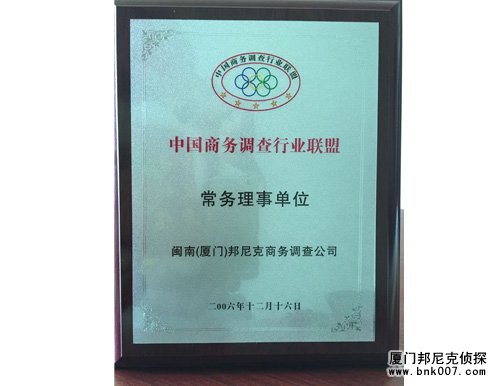 中国商务调查行业联盟
中国商务调查行业联盟
常务理事单位
闽南(厦门)邦尼克商务调查公司
二00六年十二月十六日
厦门邦尼克侦探
www.bnk007.com